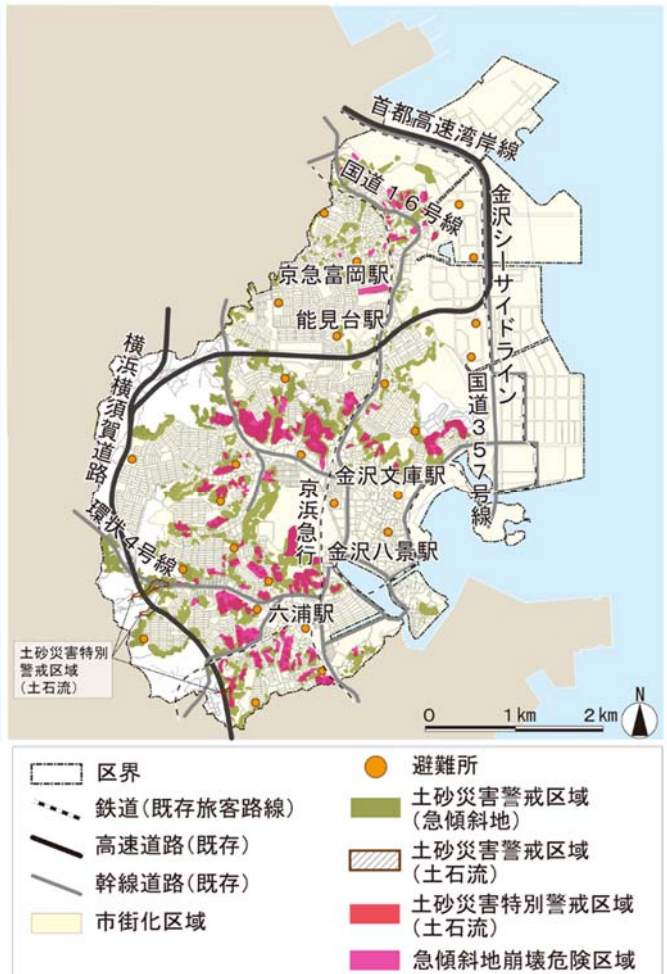 首都高速湾岸線
国道16号線
金沢シーサイドライン
京急富岡駅
能見台駅
横浜横須賀道路
国道357号線
金沢文庫駅
京浜急行
環状4号線
金沢八景駅
六浦駅
土砂災害特別
警戒区域
(土石流)
0 1km 2km
N
区界
鉄道(既存旅客路線)
高速道路(既存)
幹線道路(既存)
市街化区域
避難所
土砂災害警戒区域
(急傾斜地)
土砂災害警戒区域
(土石流)
土砂災害特別警戒区域
(土石流)
急傾斜地崩壊危険区域